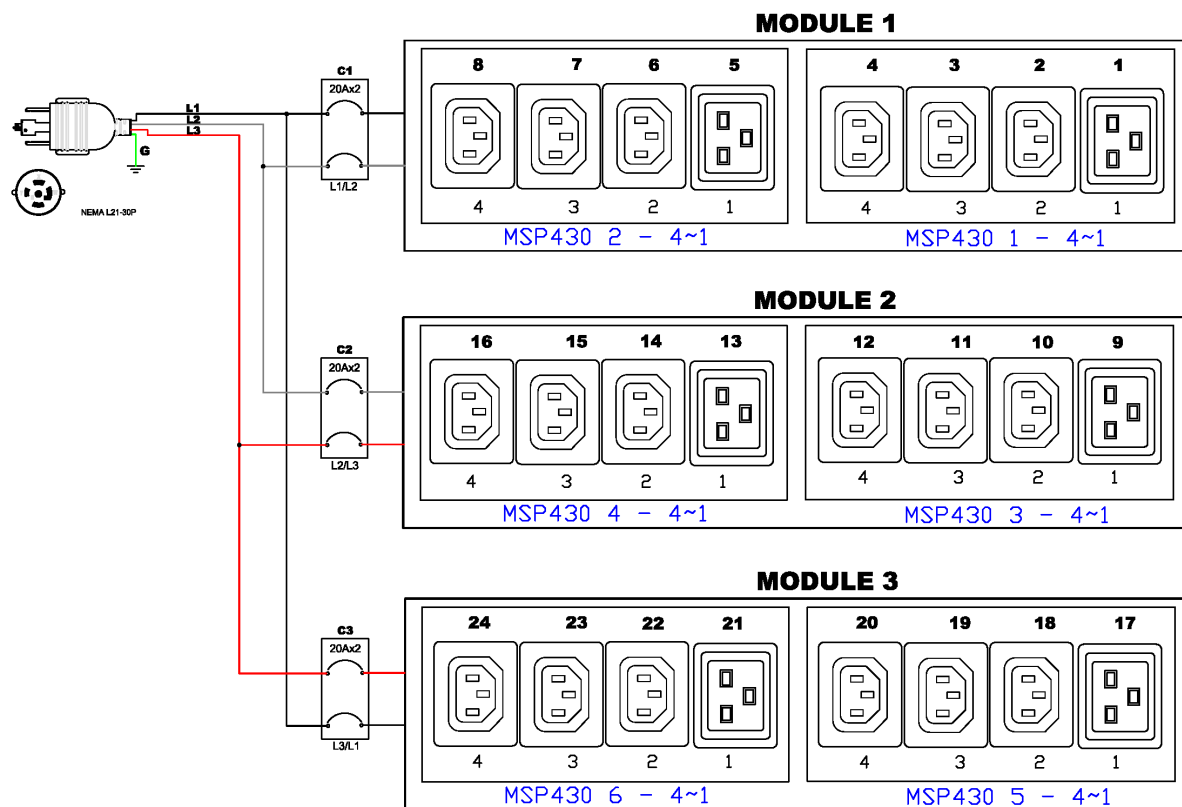 MODULE 1
C1
20Ax2
L1/L2
8 7 6 5
4 3 2 1
MSP430 2 - 4~1
4 3 2 1
4 3 2 1
MSP430 1 - 4~1
L1
L2
L3
G
NEMA L21-30P
MODULE 2
C2
20Ax2
L2/L3
16 15 14 13
4 3 2 1
MSP430 4 - 4~1
12 11 10 9
4 3 2 1
MSP430 3 - 4~1
MODULE 3
C3
20Ax2
L3/L1
24 23 22 21
4 3 2 1
MSP430 6 - 4~1
20 19 18 17
4 3 2 1
MSP430 5 - 4~1